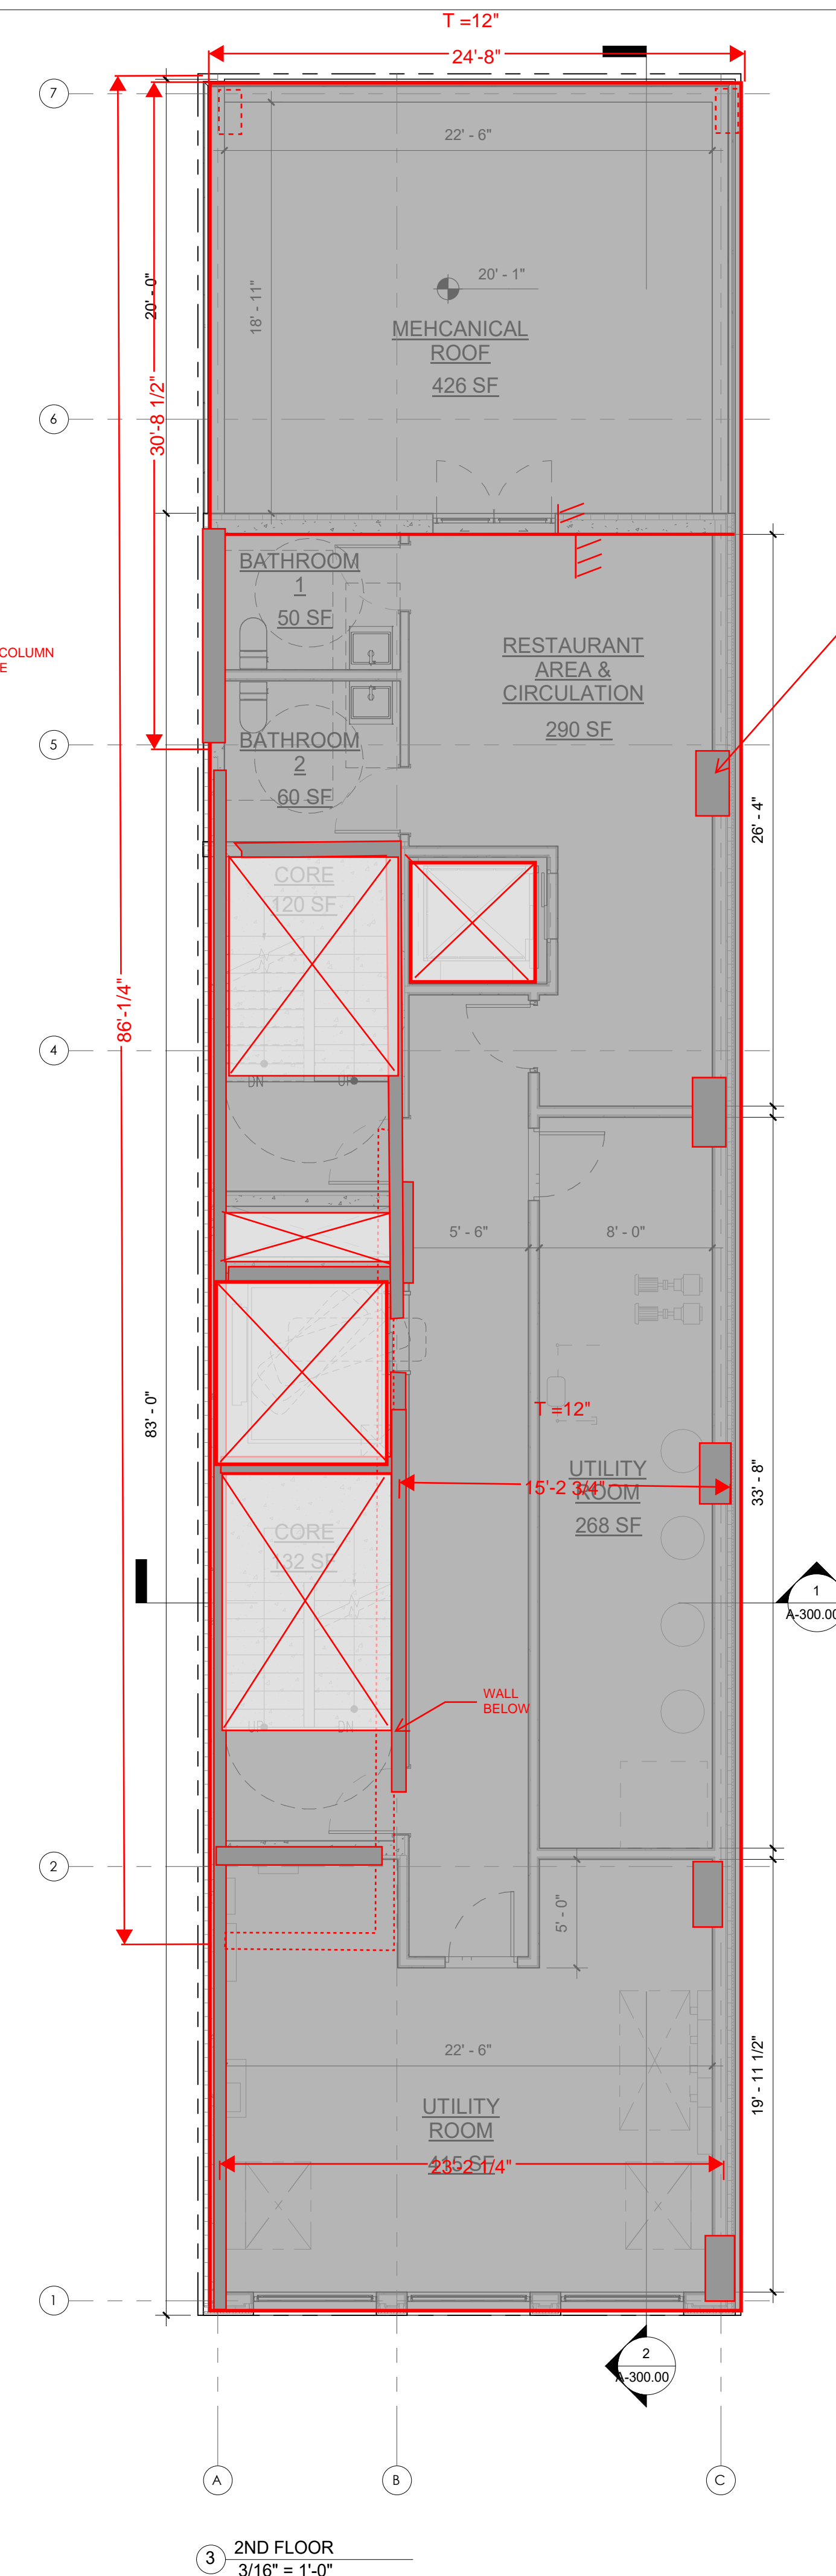 T =12"
24'-8"
7
22' - 6"
20' - 0"
18' - 11"
20' - 1"
MEHCANICAL
ROOF
426 SF
30'-8 1/2"
6
BATHROOM
1
50 SF
RESTAURANT
AREA &
CIRCULATION
290 SF
COLUMN
E
5
BATHROOM
2
60 SF
26' - 4"
CORE
120 SF
86'-1/4"
4
DN
UP
5' - 6"
8' - 0"
83' - 0"
T =12"
UTILITY
ROOM
268 SF
15'-2 3/4"
33' - 8"
CORE
132 SF
1
A-300.00
WALL
BELOW
UP
DN
2
5' - 0"
22' - 6"
19' - 11 1/2"
UTILITY
ROOM
415 SF
23'-2 1/4"
1
2
A-300.00
A
B
C
3
2ND FLOOR
3/16" = 1'-0"